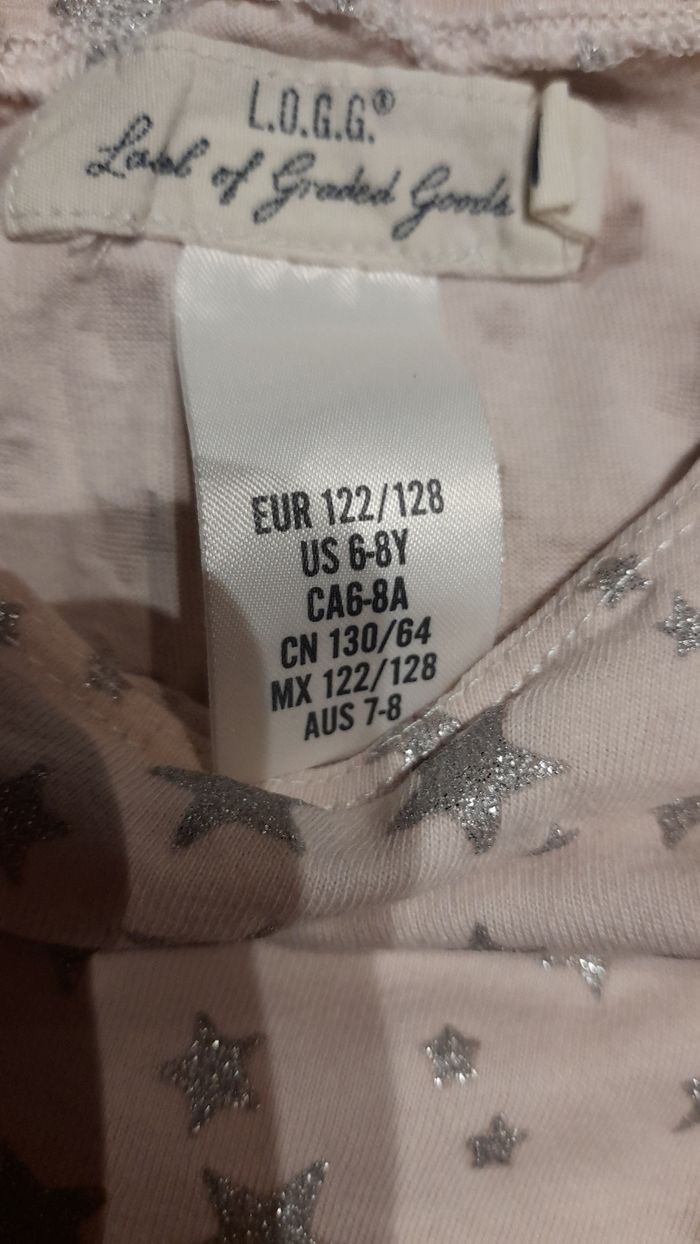 L.O.G.G.®
Label of Graded Goods
EUR 122/128
US 6-8Y
CA6-8A
CN 130/64
MX 122/128
AUS 7-8